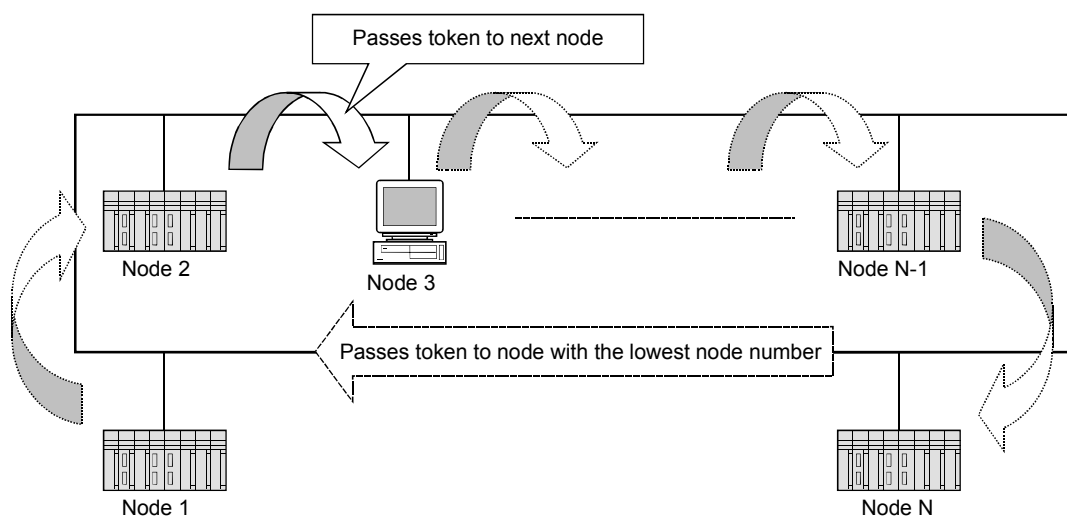 Passes token to next node
Node 2
Node 3
Node N-1
Passes token to node with the lowest node number
Node 1
Node N